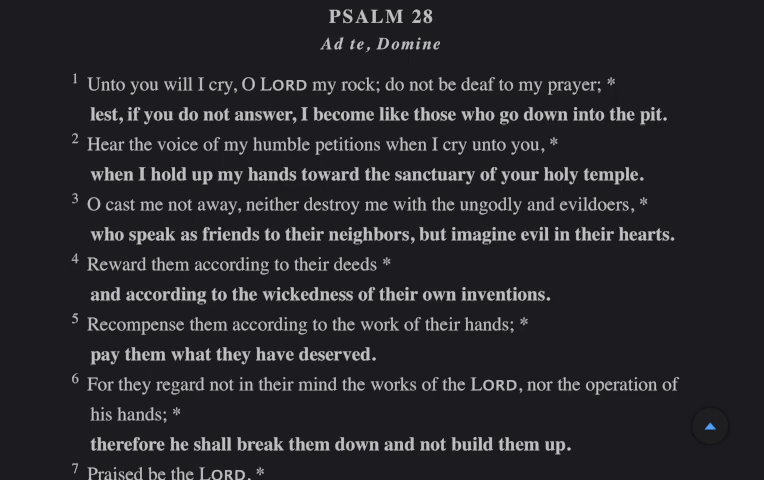 PSALM 28
Ad te, Domine
1 Unto you will I cry, O LORD my rock; do not be deaf to my prayer; *
lest, if you do not answer, I become like those who go down into the pit.
2 Hear the voice of my humble petitions when I cry unto you, *
when I hold up my hands toward the sanctuary of your holy temple.
3 O cast me not away, neither destroy me with the ungodly and evildoers, *
who speak as friends to their neighbors, but imagine evil in their hearts.
4 Reward them according to their deeds *
and according to the wickedness of their own inventions.
5 Recompense them according to the work of their hands; *
pay them what they have deserved.
6 For they regard not in their mind the works of the LORD, nor the operation of
his hands; *
therefore he shall break them down and not build them up.
7 Praised be the LORD, *